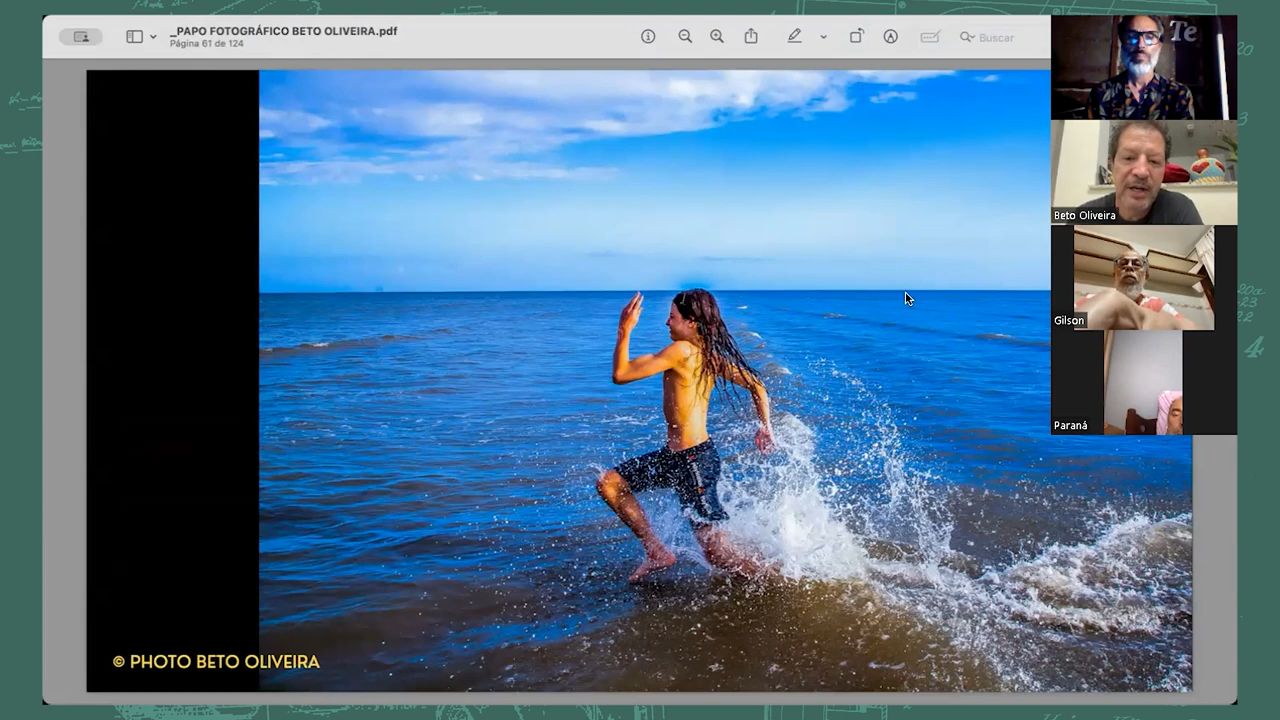 _PAPO FOTOGRÁFICO BETO OLIVEIRA.pdf
Página 61 de 124
Buscar
Te
Beto Oliveira
Gilson
Paraná
© PHOTO BETO OLIVEIRA